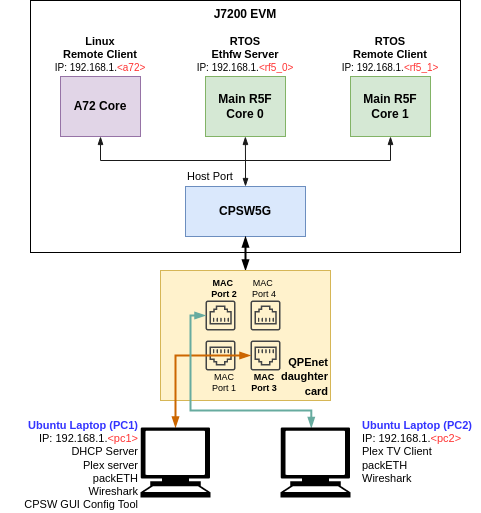 J7200 EVM
Linux
Remote Client
IP: 192.168.1.<a72>
RTOS
Ethfw Server
IP: 192.168.1.<rf5_0>
RTOS
Remote Client
IP: 192.168.1.<rf5_1>
A72 Core
Main R5F
Core 0
Main R5F
Core 1
Host Port
CPSW5G
MAC
Port 2
MAC
Port 4
MAC
Port 1
MAC
Port 3
QPEnet
daughter
card
Ubuntu Laptop (PC1)
IP: 192.168.1.<pc1>
DHCP Server
Plex server
packETH
Wireshark
CPSW GUI Config Tool
Ubuntu Laptop (PC2)
IP: 192.168.1.<pc2>
Plex TV Client
packETH
Wireshark